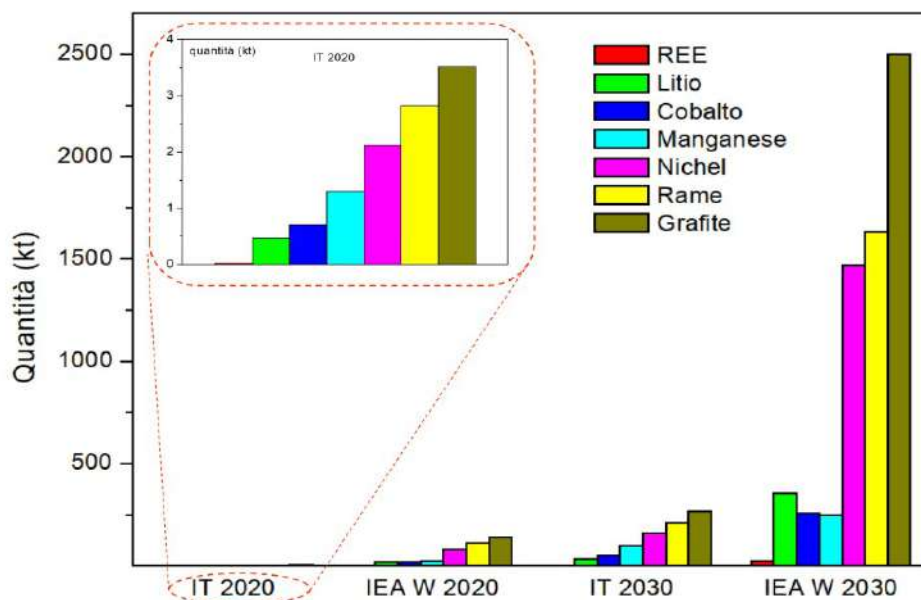 Quantità (kt)
2500
2000
1500
1000
500
quantità (kt)
IT 2020
4
3
2
1
0
REE
Litio
Cobalto
Manganese
Nichel
Rame
Grafite
IT 2020
IEA W 2020
IT 2030
IEA W 2030